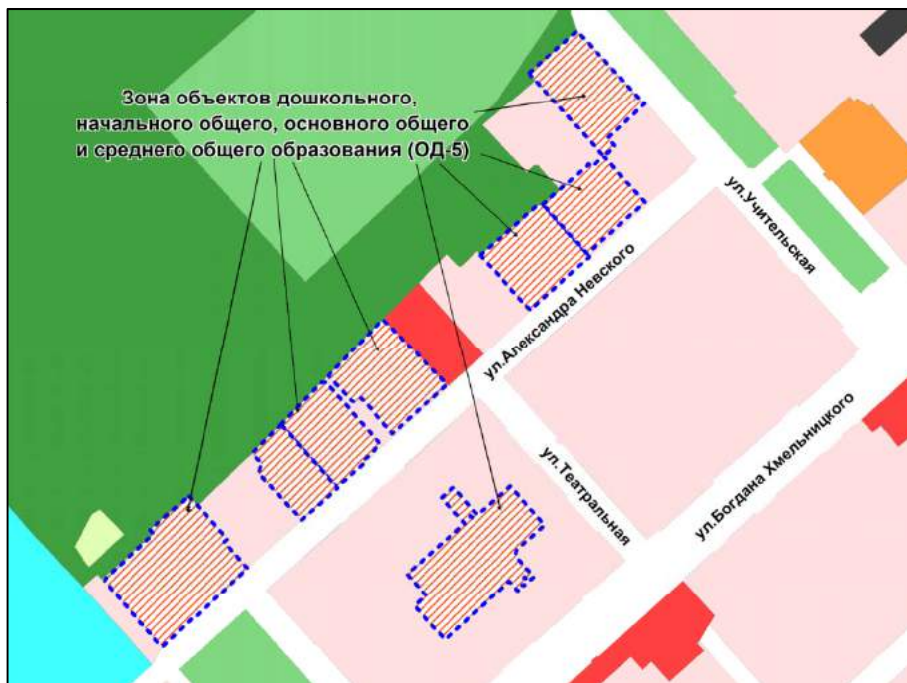 Зона объектов дошкольного,
начального общего, основного общего
и среднего общего образования (ОД-5)
ул.Учительская
ул.Александра Невского
ул.Театральная
ул.Богдана Хмельницкого